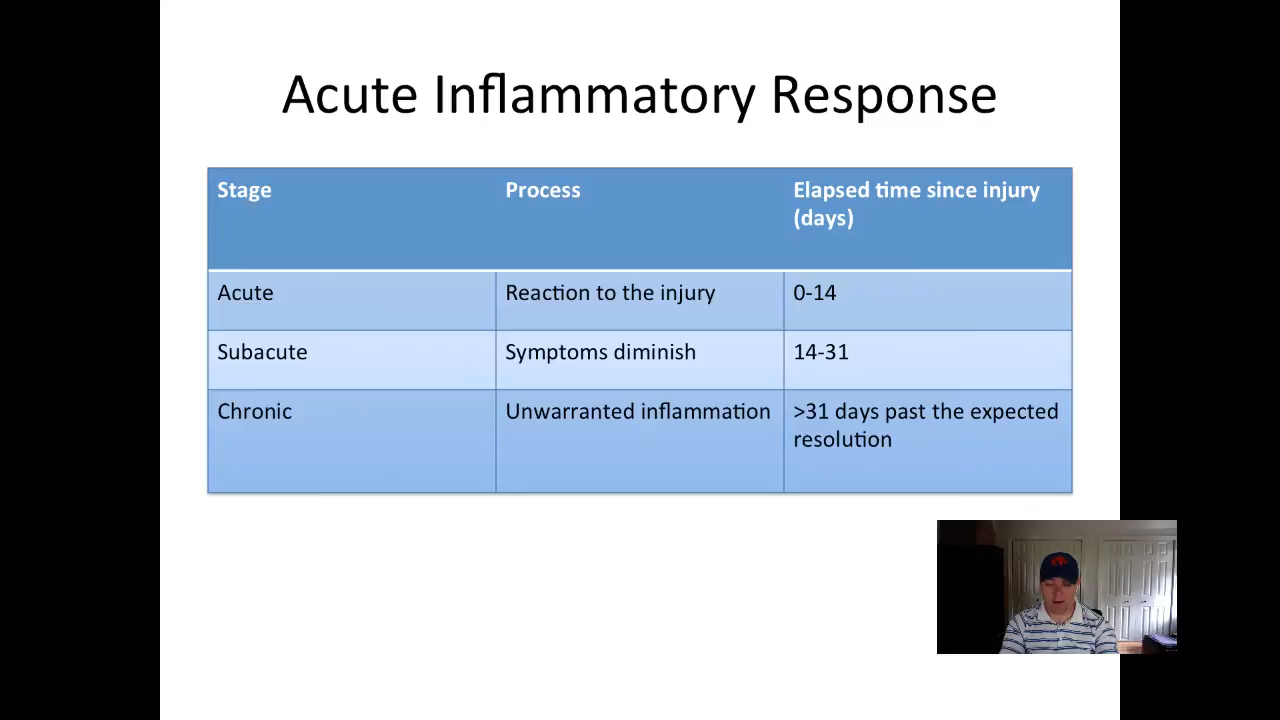 Acute Inflammatory Response
Stage
Process
Elapsed time since injury
(days)
Acute
Reaction to the injury
0-14
Subacute
Symptoms diminish
14-31
Chronic
Unwarranted inflammation
>31 days past the expected
resolution